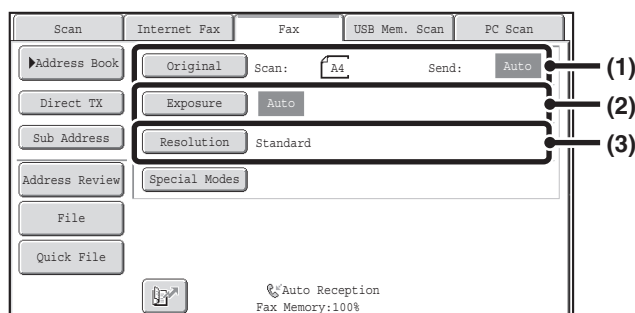 Scan Internet Fax Fax USB Mem. Scan PC Scan
Address Book Original Scan: A4 Send: Auto (1)
Direct TX Exposure Auto (2)
Sub Address Resolution Standard (3)
Address Review Special Modes
File
Quick File
Auto Reception
Fax Memory:100%